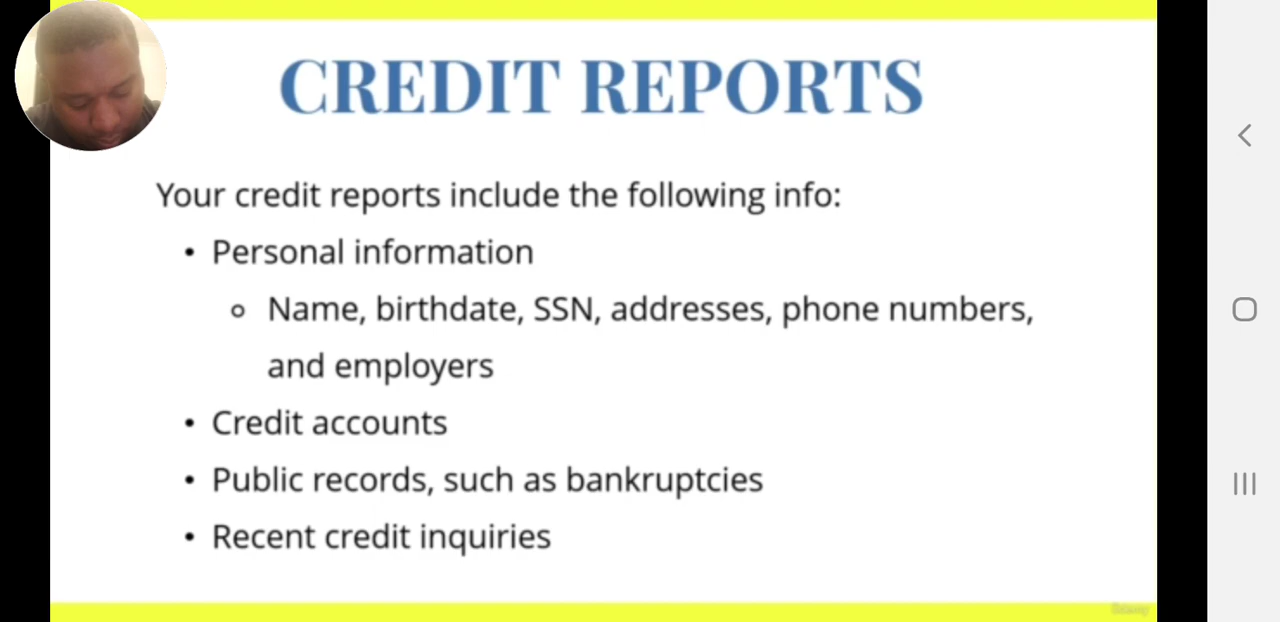 CREDIT REPORTS
Your credit reports include the following info:
• Personal information
o Name, birthdate, SSN, addresses, phone numbers,
and employers
• Credit accounts
• Public records, such as bankruptcies
• Recent credit inquiries